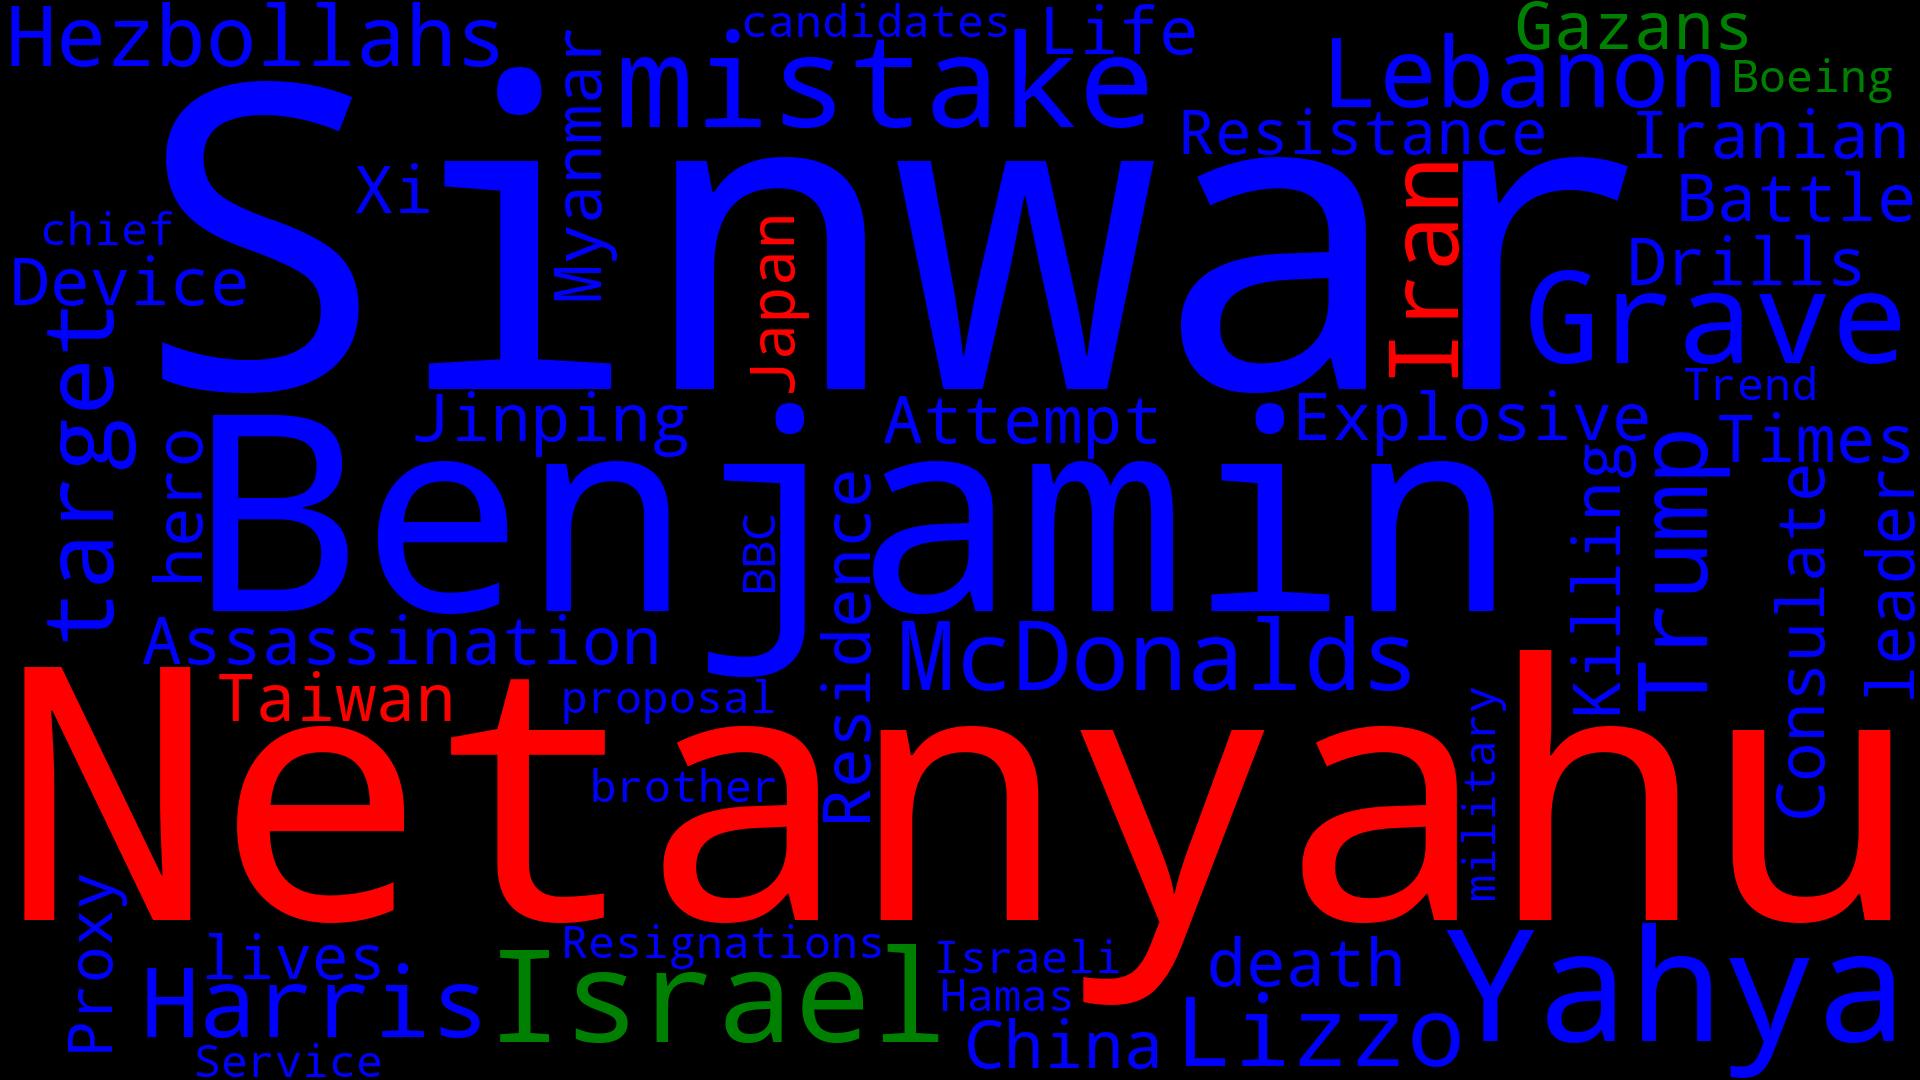 Hezbollahs
candidates
Life
Gazans
mistake
Lebanon
Boeing
Myanmar
Resistance
Iranian
Sinwar
Xi
Iran
Battle
chief
Japan
Drills
Device
Grave
target
Trend
Jinping
Attempt
Explosive
Times
hero
Benjamin
Killing
Trump
Consulate
leader
BBC
Residence
Assassination
McDonalds
Taiwan
proposal
Netanyahu
brother
military
Proxy
lives
Resignations
Israeli
death
Yahya
Harris
Israel
Hamas
China
Lizzo
Service